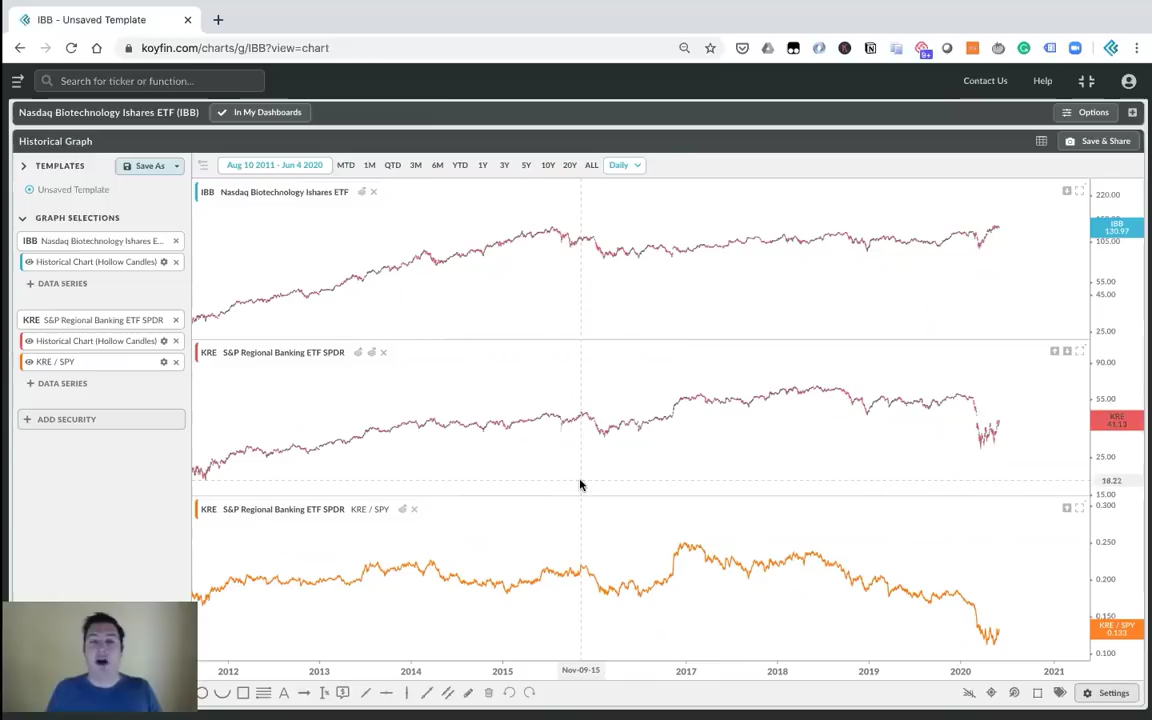 IBB - Unsaved Template
koyfin.com/charts/g/IBB?view=chart
9+
Search for ticker or function...
Contact Us
Help
Nasdaq Biotechnology Ishares ETF (IBB)
In My Dashboards
Options
Historical Graph
Save & Share
TEMPLATES
Save As
Aug 10 2011 - Jun 4 2020
MTD 1M QTD 3M 6M YTD 1Y 3Y 5Y 10Y 20Y ALL
Daily
Unsaved Template
IBB Nasdaq Biotechnology Ishares ETF
220.00
GRAPH SELECTIONS
IBB
130.97
IBB Nasdaq Biotechnology Ishares E...
105.00
Historical Chart (Hollow Candles)
+ DATA SERIES
55.00
45.00
KRE S&P Regional Banking ETF SPDR
25.00
Historical Chart (Hollow Candles)
KRE S&P Regional Banking ETF SPDR
KRE / SPY
90.00
+ DATA SERIES
55.00
+ ADD SECURITY
KRE
41.13
25.00
18.22
15.00
KRE S&P Regional Banking ETF SPDR KRE / SPY
0.300
0.250
0.200
0.150
KRE / SPY
0.133
0.100
2012 2013 2014 2015 Nov-09-15 2017 2018 2019 2020 2021
Settings